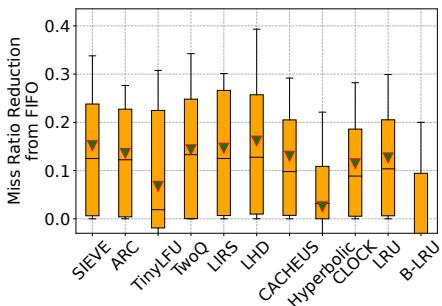 Miss Ratio Reduction
from FIFO
0.4
0.3
0.2
0.1
0.0
SIEVE
ARC
TinyLFU
TwoQ
LIRS
LHD
CACHEUS
Hyperbolic
CLOCK
LRU
B-LRU